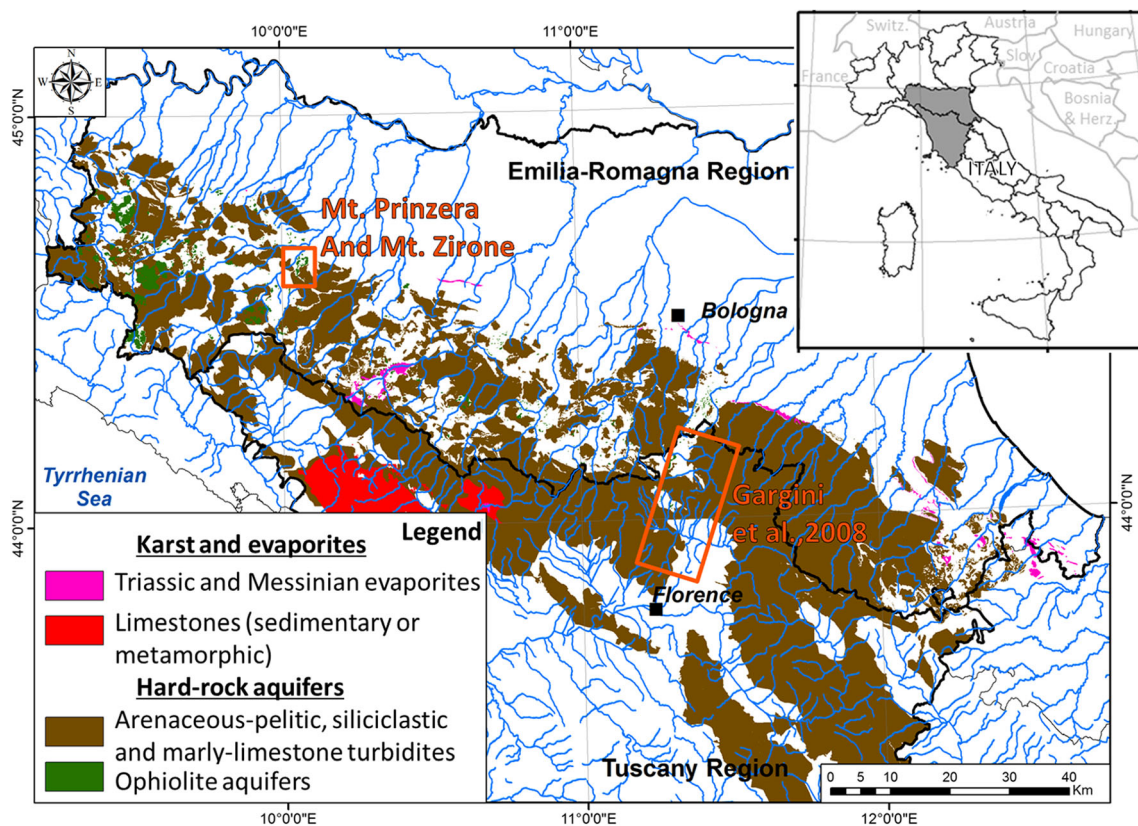 10°0'0"E
11°0'0"E
N
W
E
S
45°0'0"N
Switz.
Austria
Hungary
Slov.
Croatia
France
Bosnia
& Herz.
ITALY
Emilia-Romagna Region
Mt. Prinzera
And Mt. Zirone
Bologna
Tyrrhenian
Sea
44°0'0"N
44°0'0"N
Gargini
et al.,2008
Florence
Legend
Karst and evaporites
Triassic and Messinian evaporites
Limestones (sedimentary or
metamorphic)
Hard-rock aquifers
Arenaceous-pelitic, siliciclastic
and marly-limestone turbidites
Ophiolite aquifers
Tuscany Region
0 5 10 20 30 40
Km
10°0'0"E
11°0'0"E
12°0'0"E